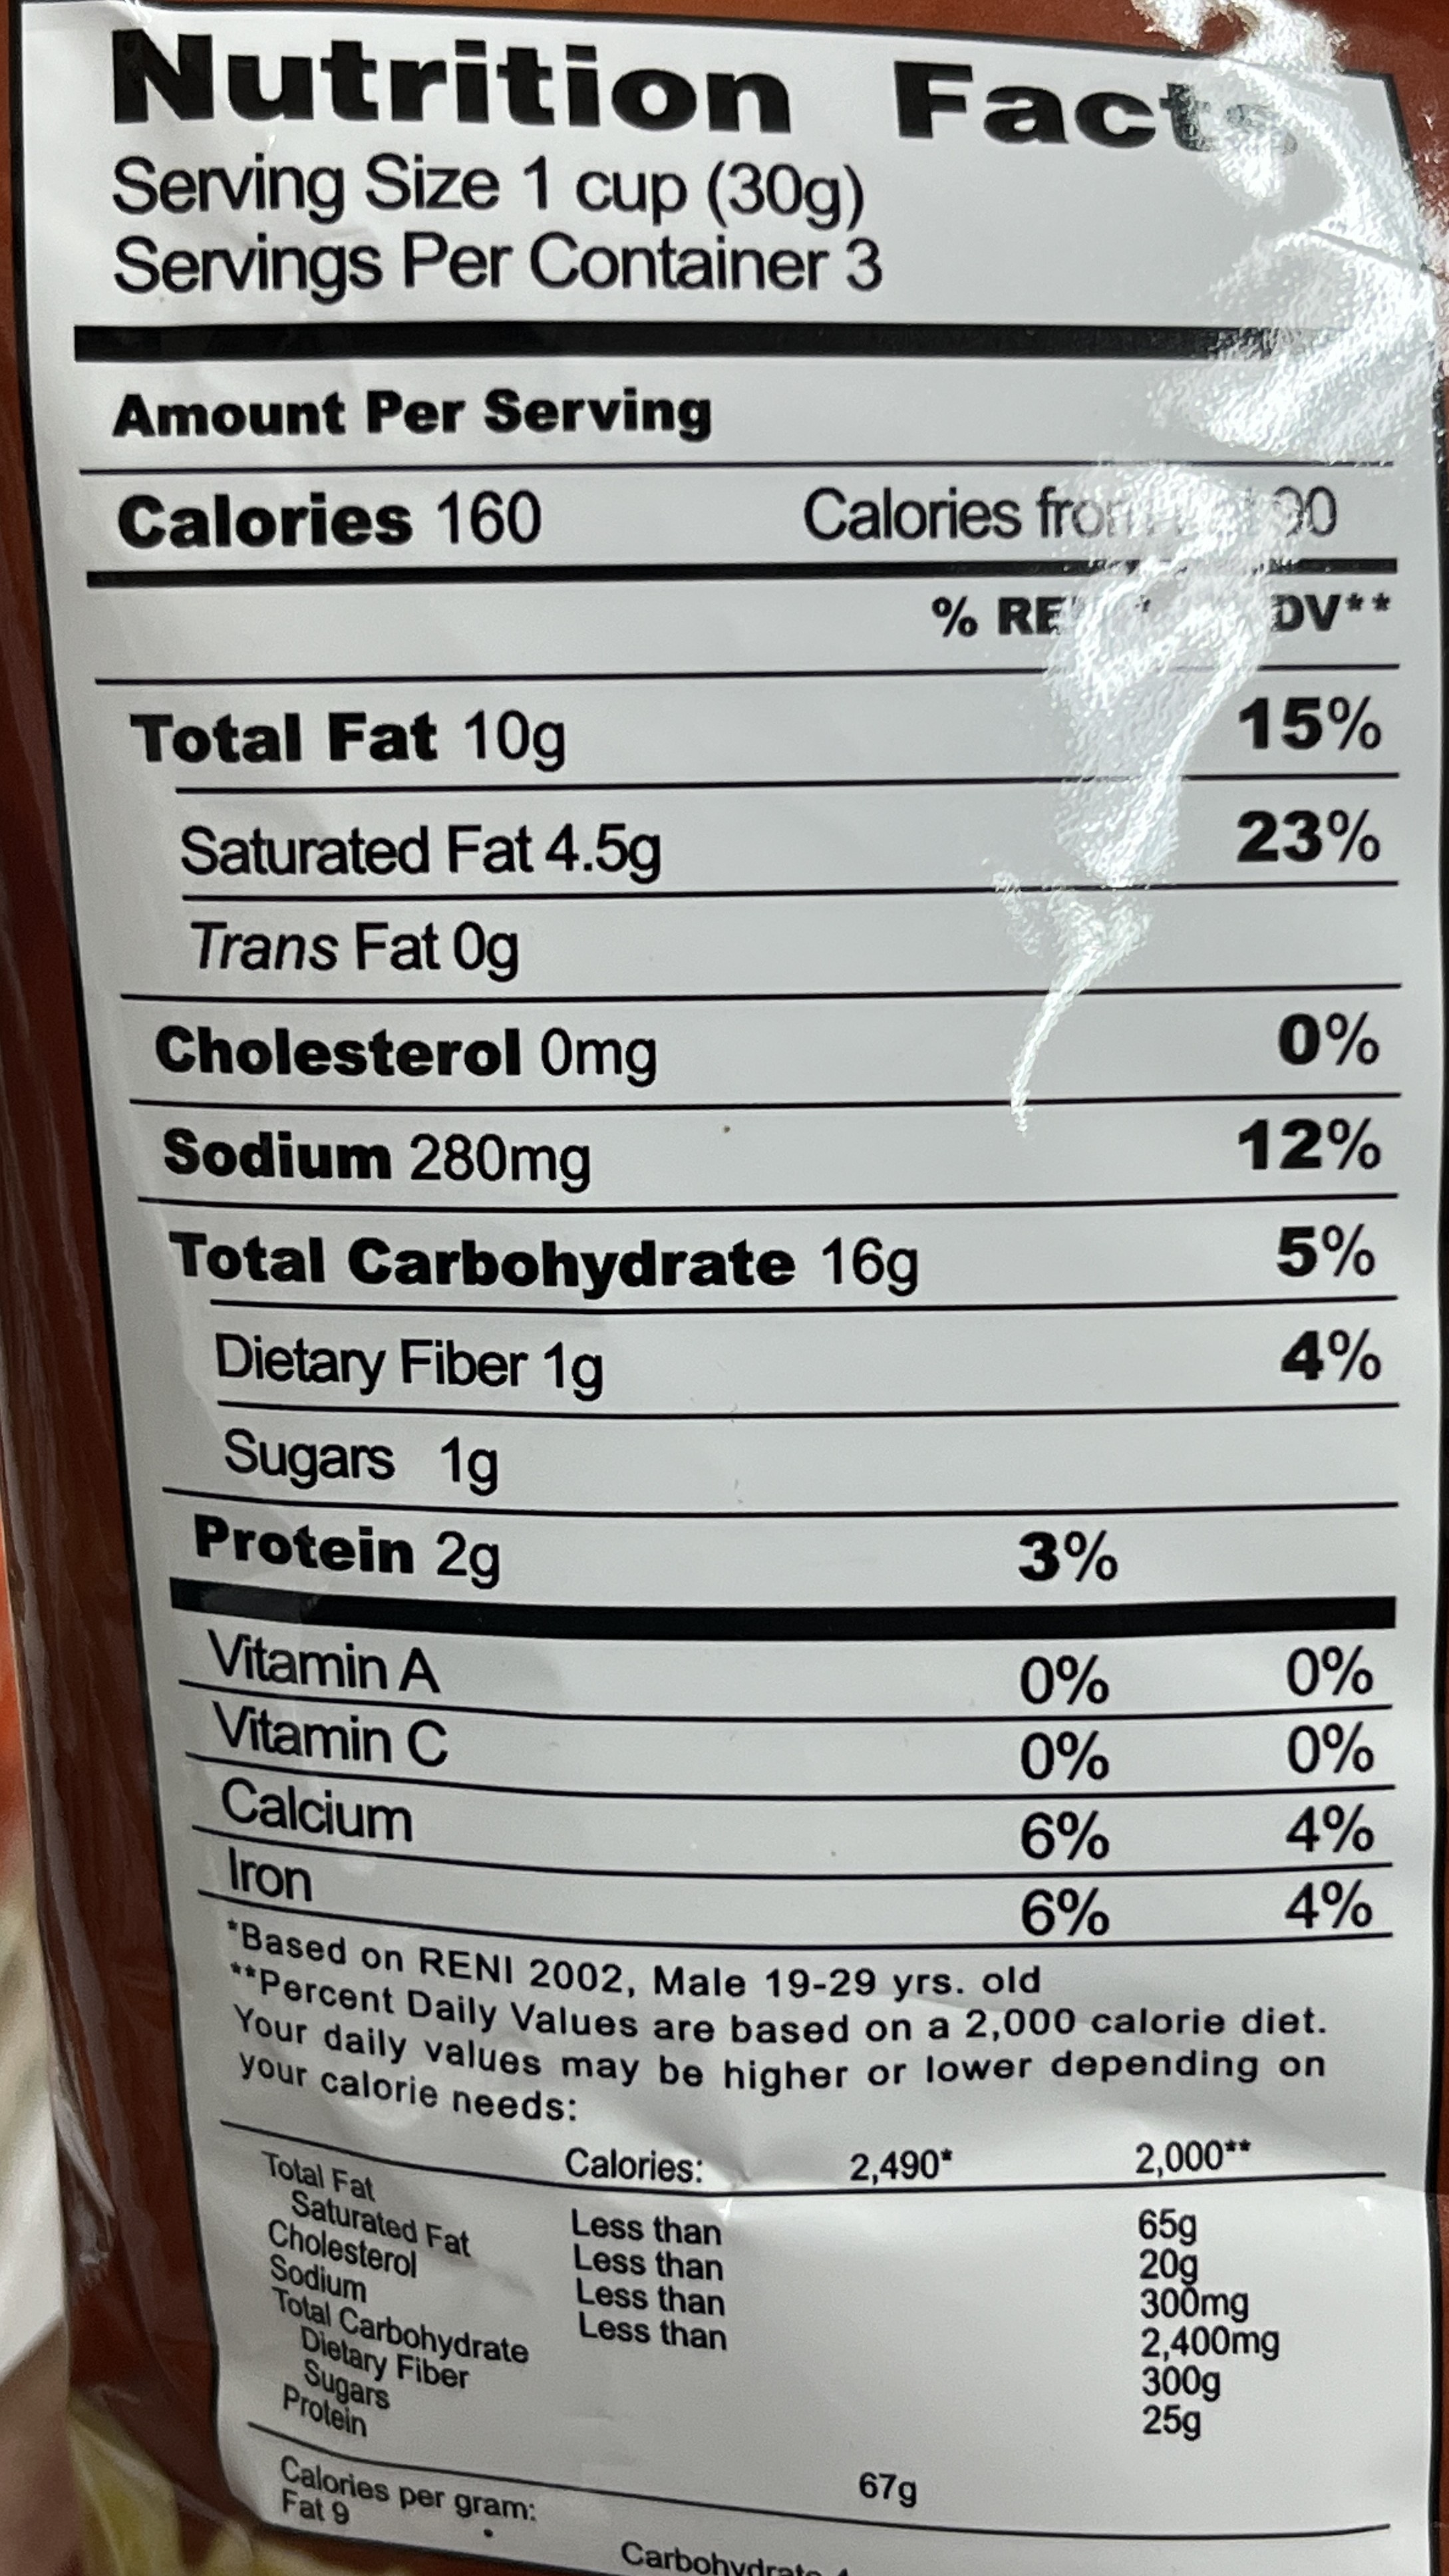 Nutrition Facts
Serving Size 1 cup (30g)
Servings Per Container 3
Amount Per Serving
Calories 160 Calories from 90
% DV**
Total Fat 10g 15%
Saturated Fat 4.5g 23%
Trans Fat 0g
Cholesterol 0mg 0%
Sodium 280mg 12%
Total Carbohydrate 16g 5%
Dietary Fiber 1g 4%
Sugars 1g
Protein 2g 3%
Vitamin A 0% 0%
Vitamin C 0% 0%
Calcium 6% 4%
Iron 6% 4%
*Based on RENI 2002, Male 19-29 yrs. old
**Percent Daily Values are based on a 2,000 calorie diet.
Your daily values may be higher or lower depending on
your calorie needs:
Calories: 2,490* 2,000**
Total Fat Less than 65g
Saturated Fat Less than 20g
Cholesterol Less than 300mg
Sodium Less than 2,400mg
Total Carbohydrate 300g
Dietary Fiber 25g
Sugars
Protein 67g
Calories per gram:
Fat 9 • Carbohydrate